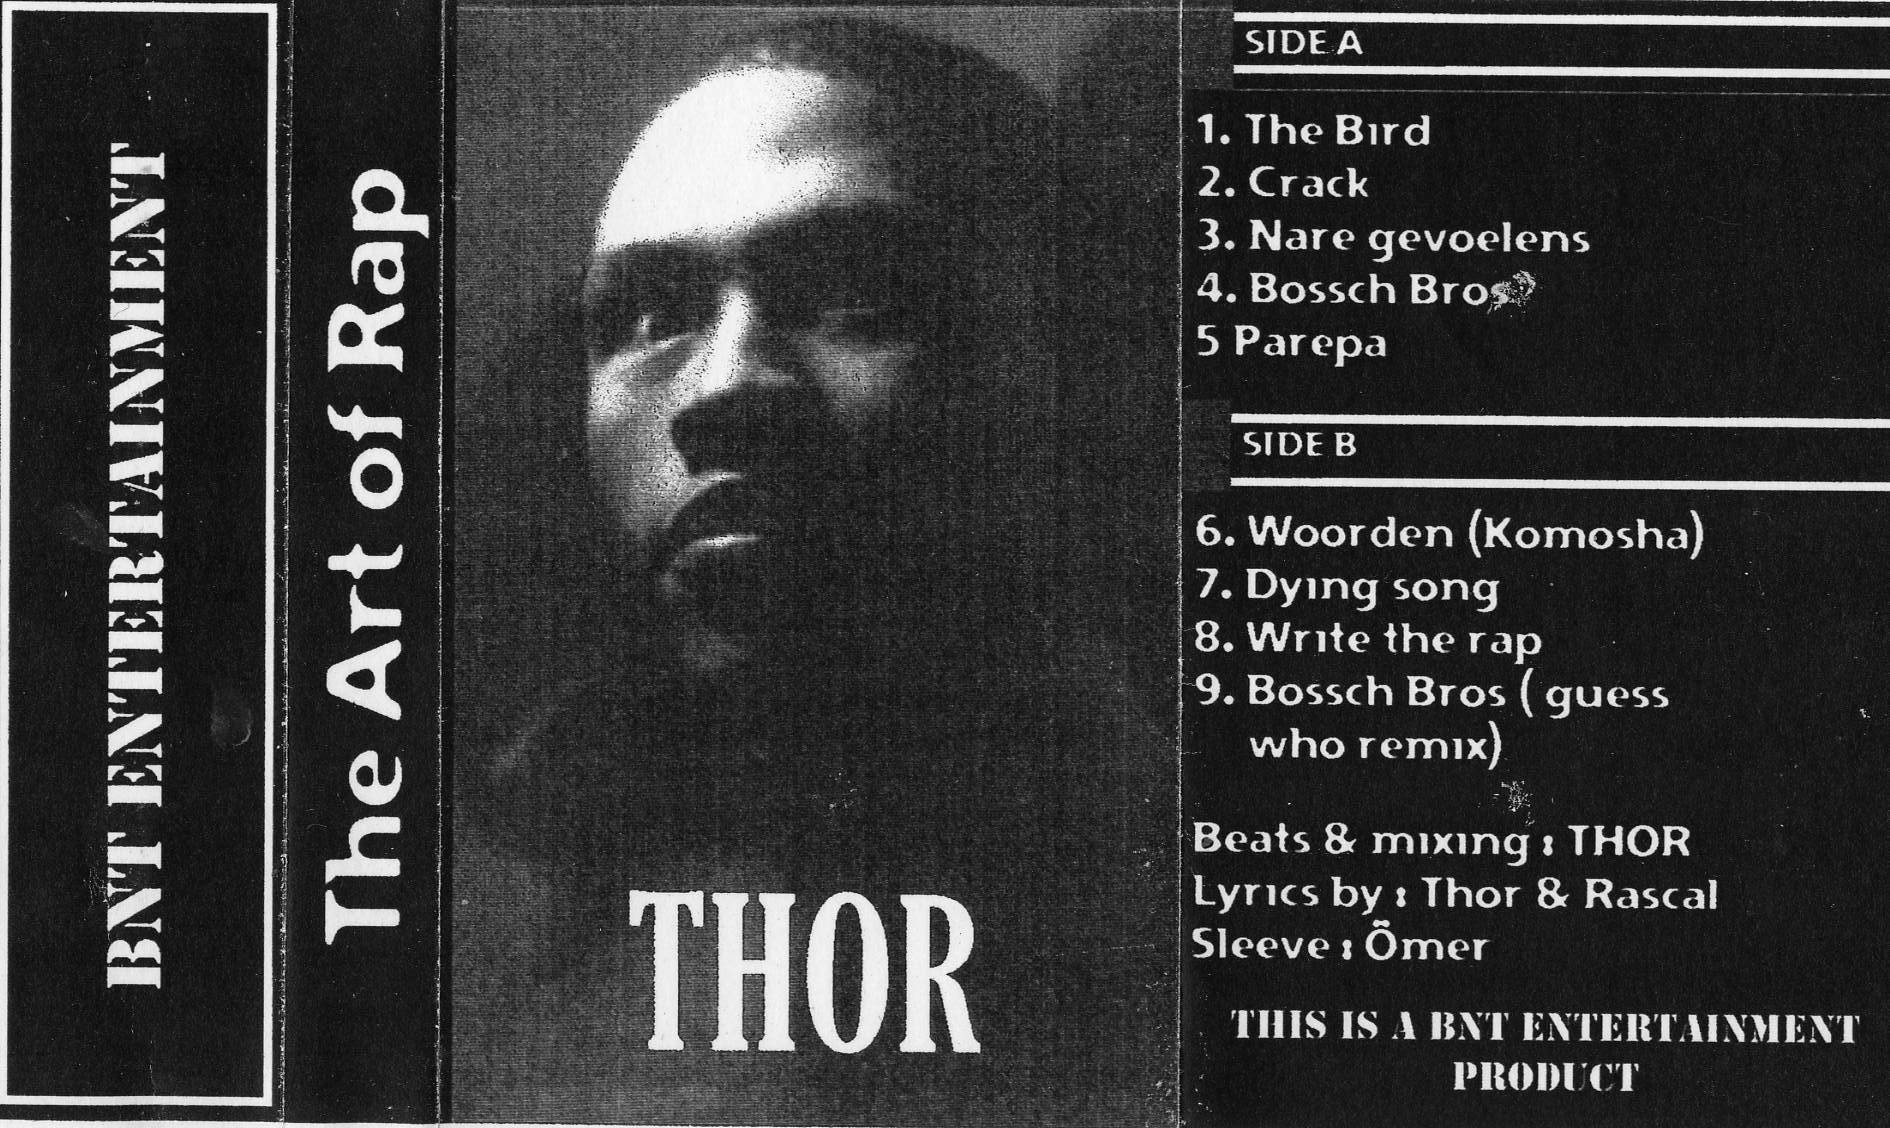 BNT ENTERTAINMENT
The Art of Rap
THOR
SIDE A
1. The Bird
2. Crack
3. Nare gevoelens
4. Bossch Bros
5 Parepa
SIDE B
6. Woorden (Komosha)
7. Dying song
8. Write the rap
9. Bossch Bros ( guess
who remix)
Beats & mixing : THOR
Lyrics by : Thor & Rascal
Sleeve : Ömer
THIS IS A BNT ENTERTAINMENT
PRODUCT